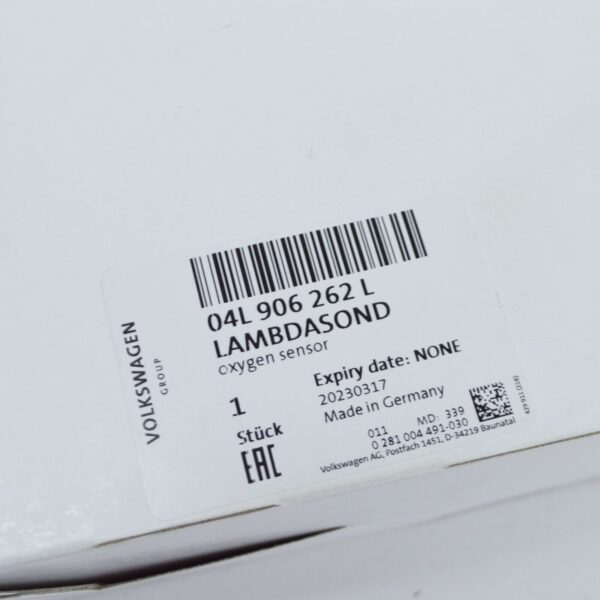 VOLKSWAGEN
GROUP
04L 906 262 L
LAMBDASOND
oxygen sensor
1
Stück
EAC
Expiry date: NONE
20230317
Made in Germany
011 MD: 339
0 281 004 491-030
Volkswagen AG, Postfach 1451, D-34219 Baunatal